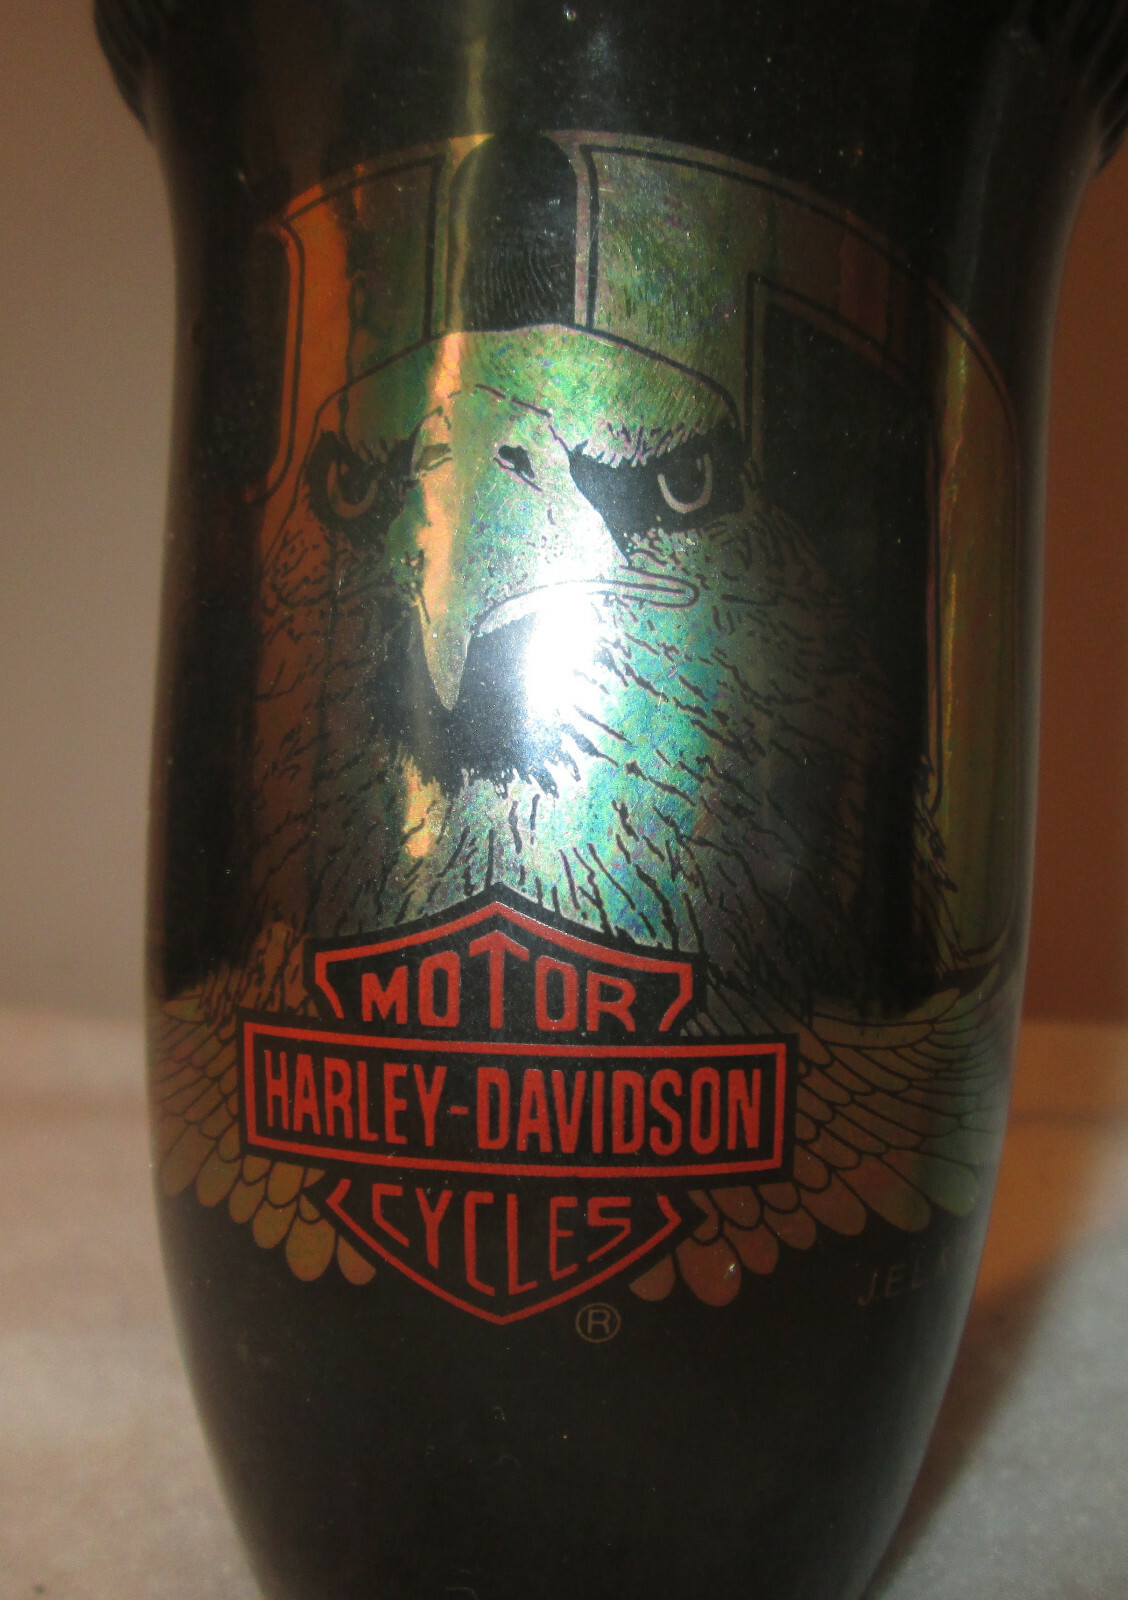 MOTOR
HARLEY-DAVIDSON
CYCLES
®